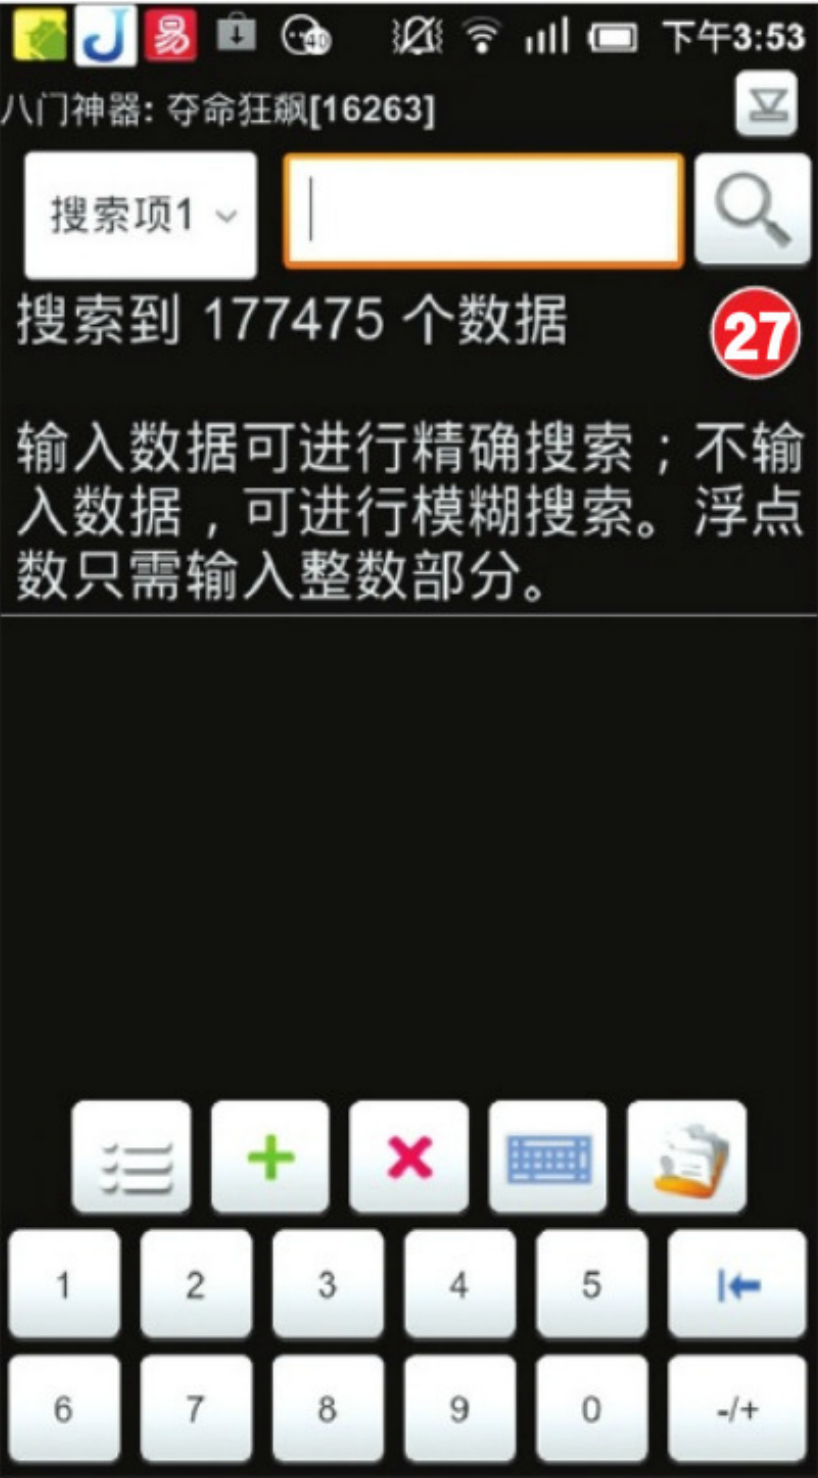 易 40 下午3:53
八门神器: 夺命狂飙[16263]
搜索项1
搜索到 177475 个数据
27
输入数据可进行精确搜索；不输
入数据，可进行模糊搜索。浮点
数只需输入整数部分。
1 2 3 4 5
6 7 8 9 0 -/+